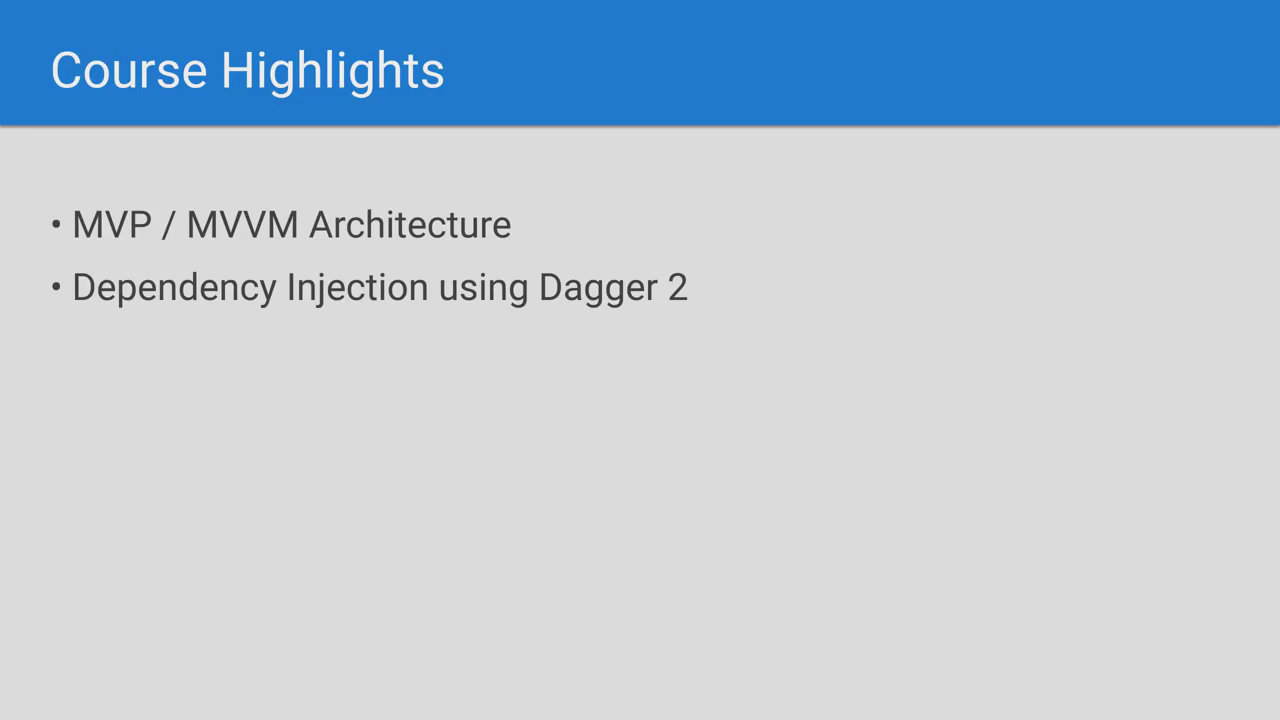 Course Highlights
• MVP / MVVM Architecture
• Dependency Injection using Dagger 2